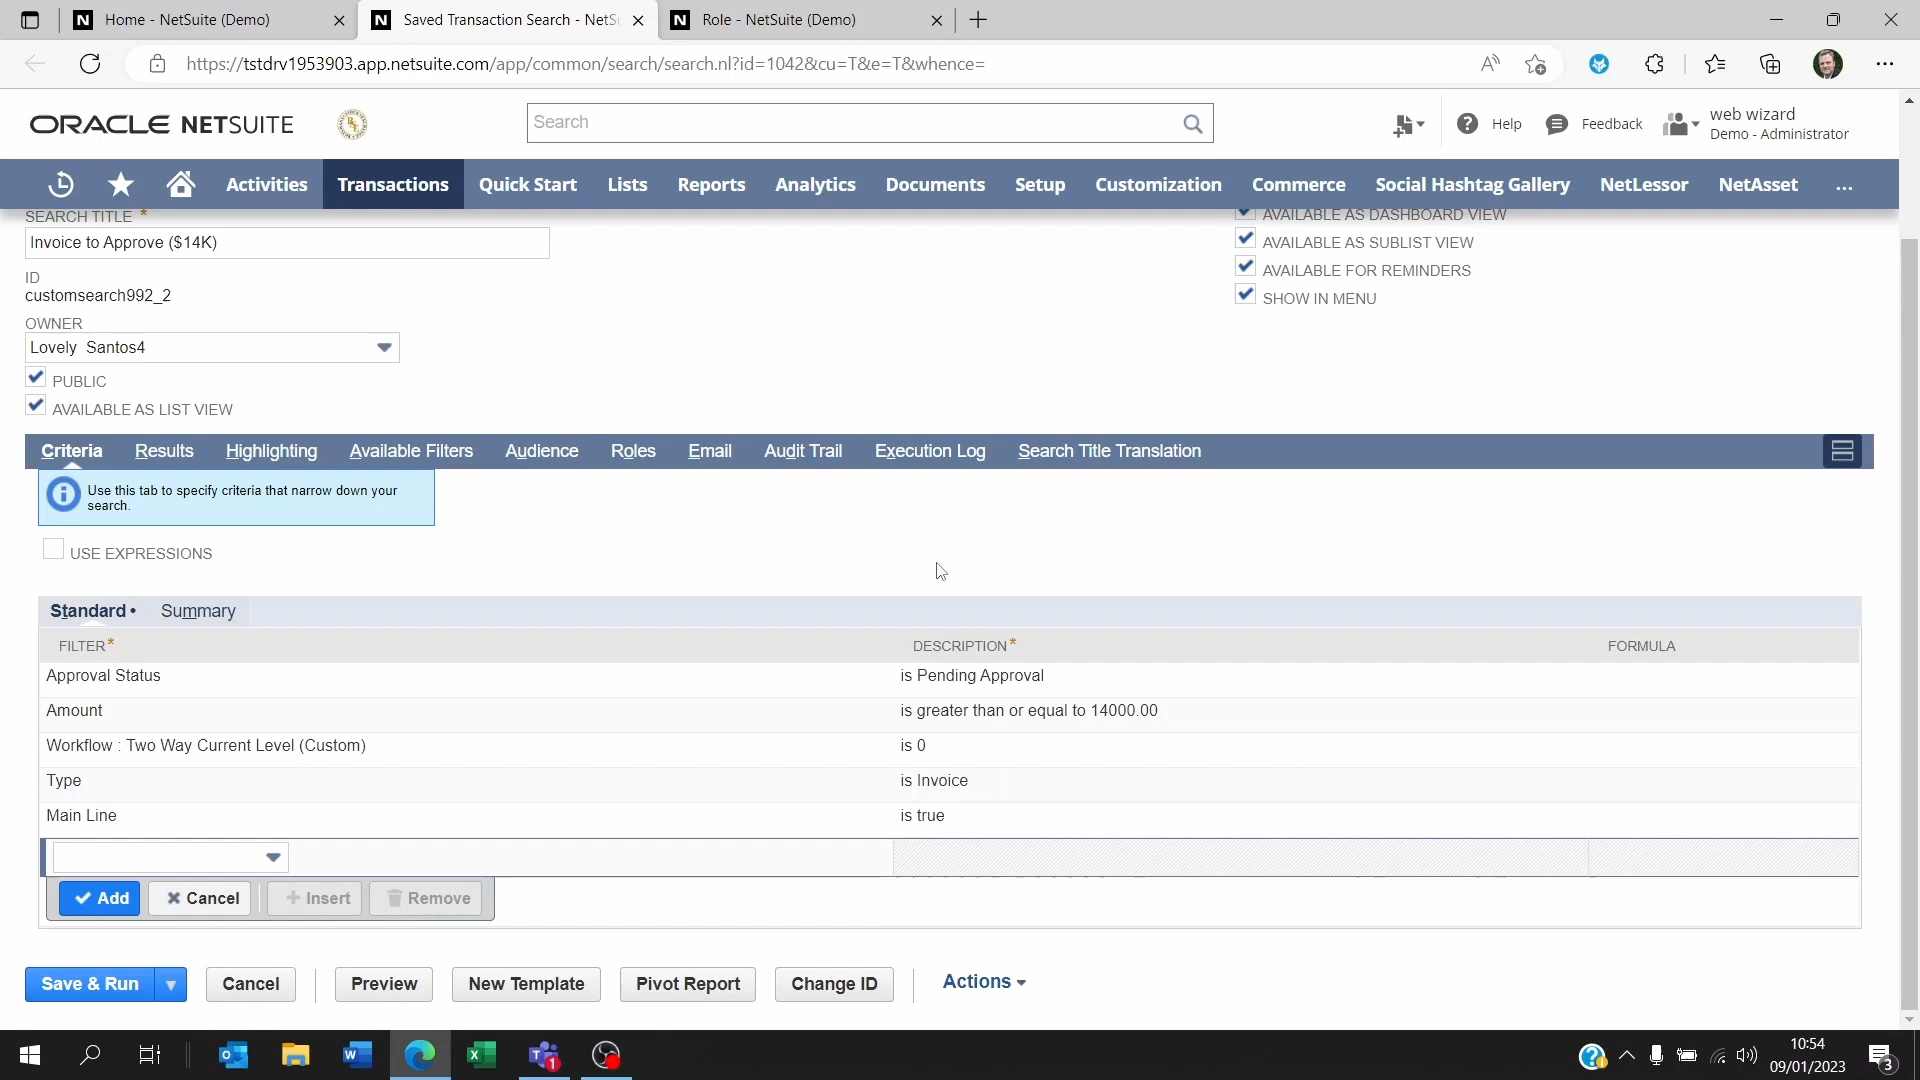 Home - NetSuite (Demo)
Saved Transaction Search - NetS
Role - NetSuite (Demo)
https://tstdrv1953903.app.netsuite.com/app/common/search/search.nl?id=1042&cu=T&e=T&whence=
ORACLE NETSUITE
Search
Help
Feedback
web wizard
Demo - Administrator
Activities
Transactions
Quick Start
Lists
Reports
Analytics
Documents
Setup
Customization
Commerce
Social Hashtag Gallery
NetLessor
NetAsset
...
SEARCH TITLE *
Invoice to Approve ($14K)
ID
customsearch992_2
OWNER
Lovely Santos4
PUBLIC
AVAILABLE AS LIST VIEW
AVAILABLE AS DASHBOARD VIEW
AVAILABLE AS SUBLIST VIEW
AVAILABLE FOR REMINDERS
SHOW IN MENU
Criteria
Results
Highlighting
Available Filters
Audience
Roles
Email
Audit Trail
Execution Log
Search Title Translation
Use this tab to specify criteria that narrow down your
search.
USE EXPRESSIONS
Standard •
Summary
FILTER * DESCRIPTION * FORMULA
Approval Status is Pending Approval
Amount is greater than or equal to 14000.00
Workflow : Two Way Current Level (Custom) is 0
Type is Invoice
Main Line is true
Add
Cancel
Insert
Remove
Save & Run
Cancel
Preview
New Template
Pivot Report
Change ID
Actions
10:54
09/01/2023
1
3